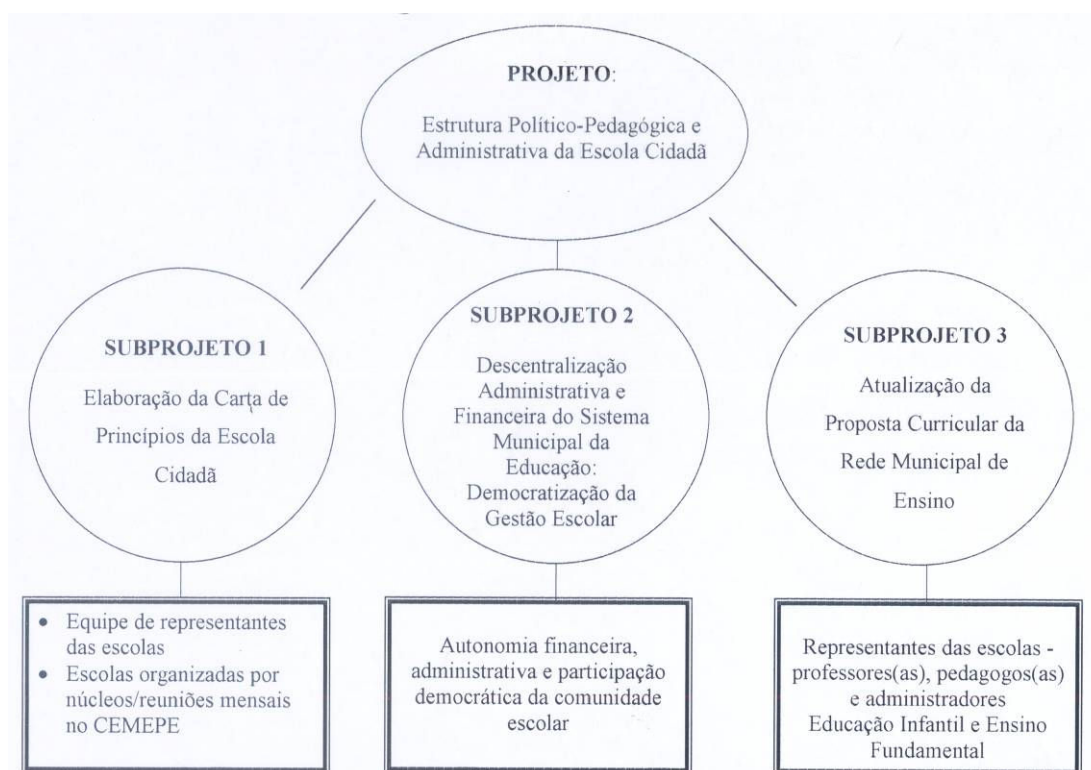 PROJETO:
Estrutura Político-Pedagógica e
Administrativa da Escola Cidadã
SUBPROJETO 1
Elaboração da Carta de
Princípios da Escola
Cidadã
SUBPROJETO 2
Descentralização
Administrativa e
Financeira do Sistema
Municipal da
Educação:
Democratização da
Gestão Escolar
SUBPROJETO 3
Atualização da
Proposta Curricular da
Rede Municipal de
Ensino
• Equipe de representantes
das escolas
• Escolas organizadas por
núcleos/reuniões mensais
no CEMEPE
Autonomia financeira,
administrativa e participação
democrática da comunidade
escolar
Representantes das escolas -
professores(as), pedagogos(as)
e administradores
Educação Infantil e Ensino
Fundamental